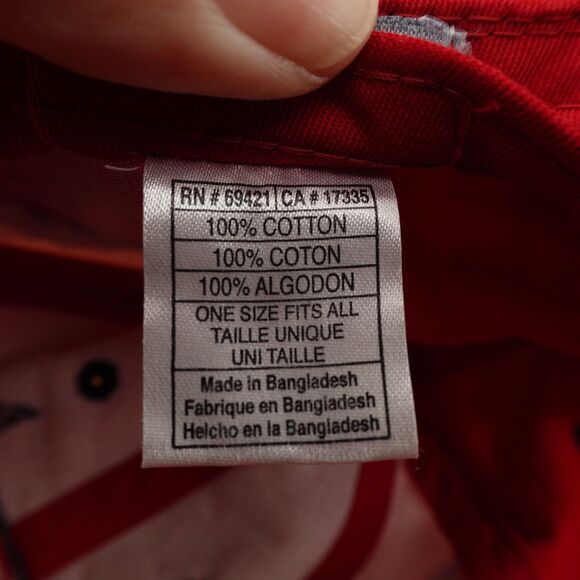 RN # 69421 CA # 17335
100% COTTON
100% COTON
100% ALGODON
ONE SIZE FITS ALL
TAILLE UNIQUE
UNI TAILLE
Made in Bangladesh
Fabrique en Bangladesh
Helcho en la Bangladesh